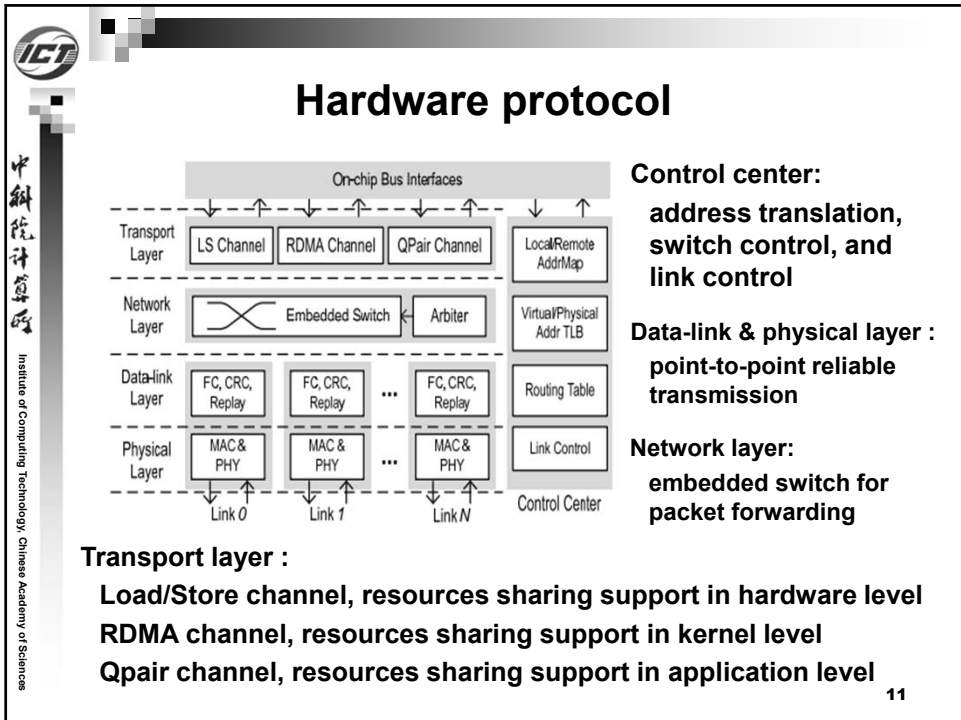 ICT
Hardware protocol
中科院计算所
Institute of Computing Technology, Chinese Academy of Sciences
On-chip Bus Interfaces
Transport
Layer
LS Channel
RDMA Channel
QPair Channel
Local/Remote
AddrMap
Network
Layer
Embedded Switch
Arbiter
Virtual/Physical
Addr TLB
Data-link
Layer
FC, CRC,
Replay
FC, CRC,
Replay
...
FC, CRC,
Replay
Routing Table
Physical
Layer
MAC &
PHY
MAC &
PHY
...
MAC &
PHY
Link Control
Link 0
Link 1
Link N
Control Center
Control center:
address translation,
switch control, and
link control
Data-link & physical layer :
point-to-point reliable
transmission
Network layer:
embedded switch for
packet forwarding
Transport layer :
Load/Store channel, resources sharing support in hardware level
RDMA channel, resources sharing support in kernel level
Qpair channel, resources sharing support in application level
11